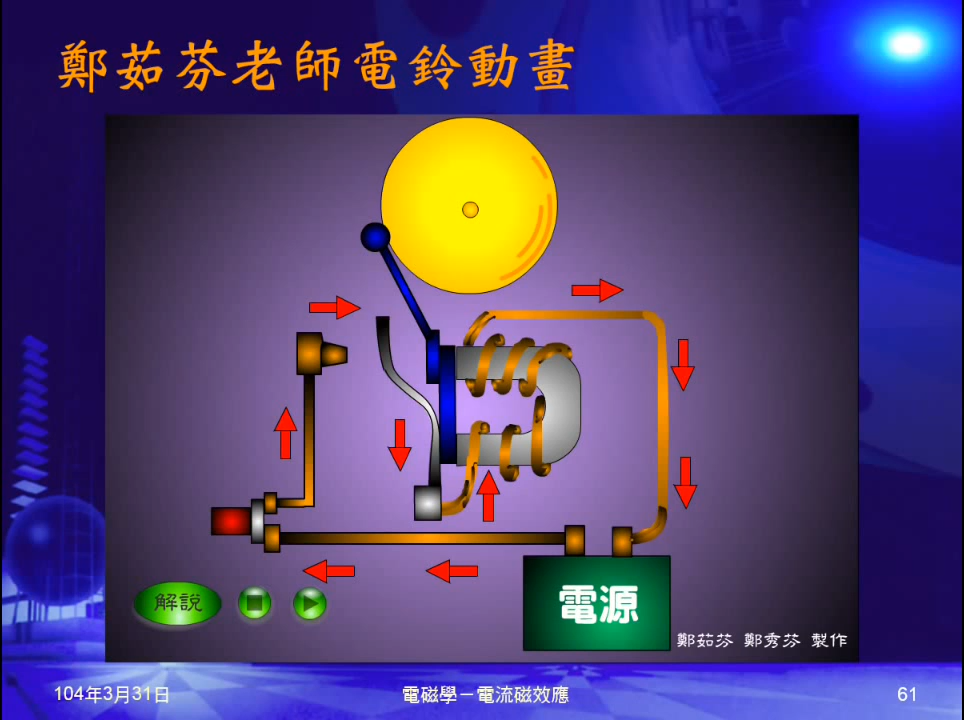 鄭茹芬老師電鈴動畫
解說
電源
鄭茹芬 鄭秀芬 製作
104年3月31日
電磁學－電流磁效應
61